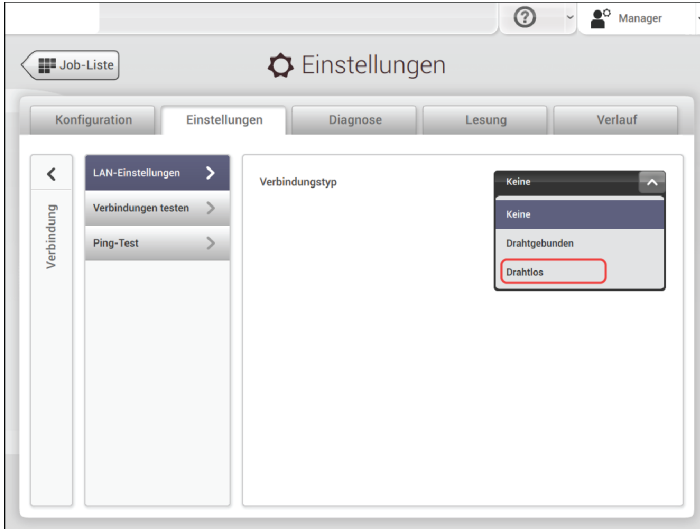 Manager
Job-Liste
Einstellungen
Konfiguration
Einstellungen
Diagnose
Lesung
Verlauf
Verbindung
LAN-Einstellungen
Verbindungen testen
Ping-Test
Verbindungstyp
Keine
Keine
Drahtgebunden
Drahtlos